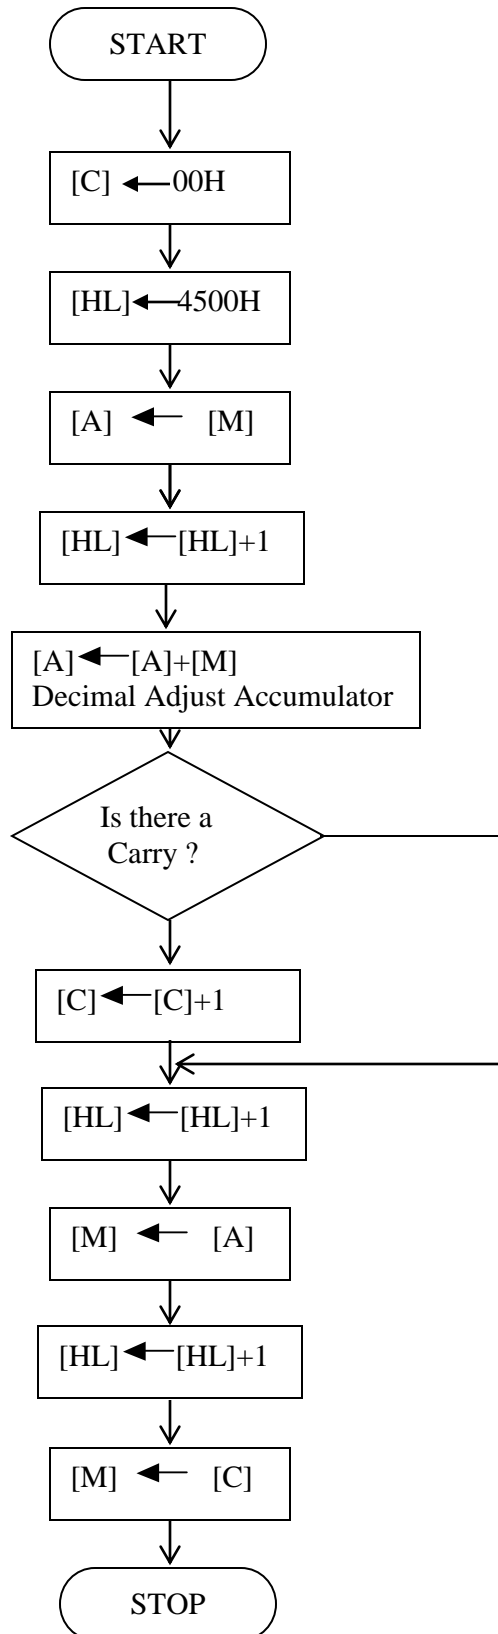 START
[C] ← 00H
[HL] ← 4500H
[A] ← [M]
[HL] ← [HL]+1
[A] ← [A]+[M]
Decimal Adjust Accumulator
Is there a
Carry ?
[C] ← [C]+1
[HL] ← [HL]+1
[M] ← [A]
[HL] ← [HL]+1
[M] ← [C]
STOP